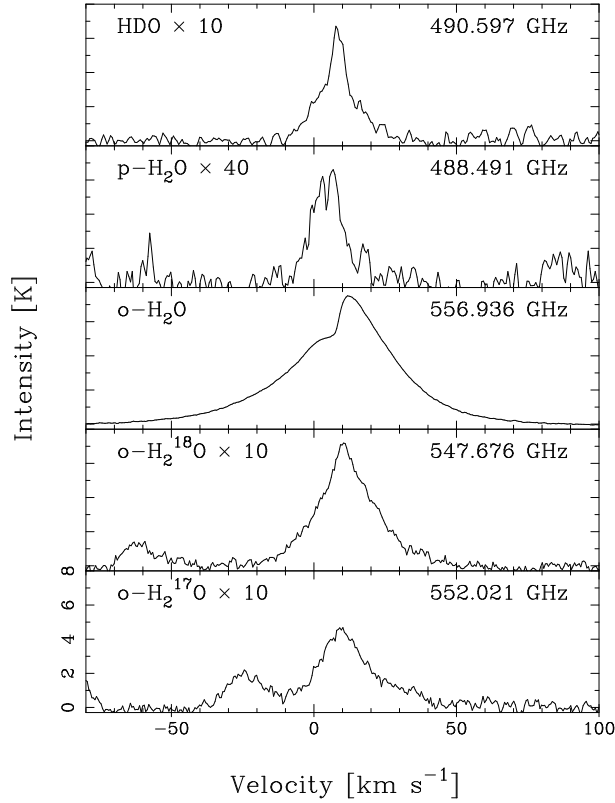 HDO × 10 490.597 GHz
p−H₂O × 40 488.491 GHz
o−H₂O 556.936 GHz
o−H₂¹⁸O × 10 547.676 GHz
o−H₂¹⁷O × 10 552.021 GHz
8
6
4
2
0
−50 0 50 100
Intensity [K]
Velocity [km s⁻¹]